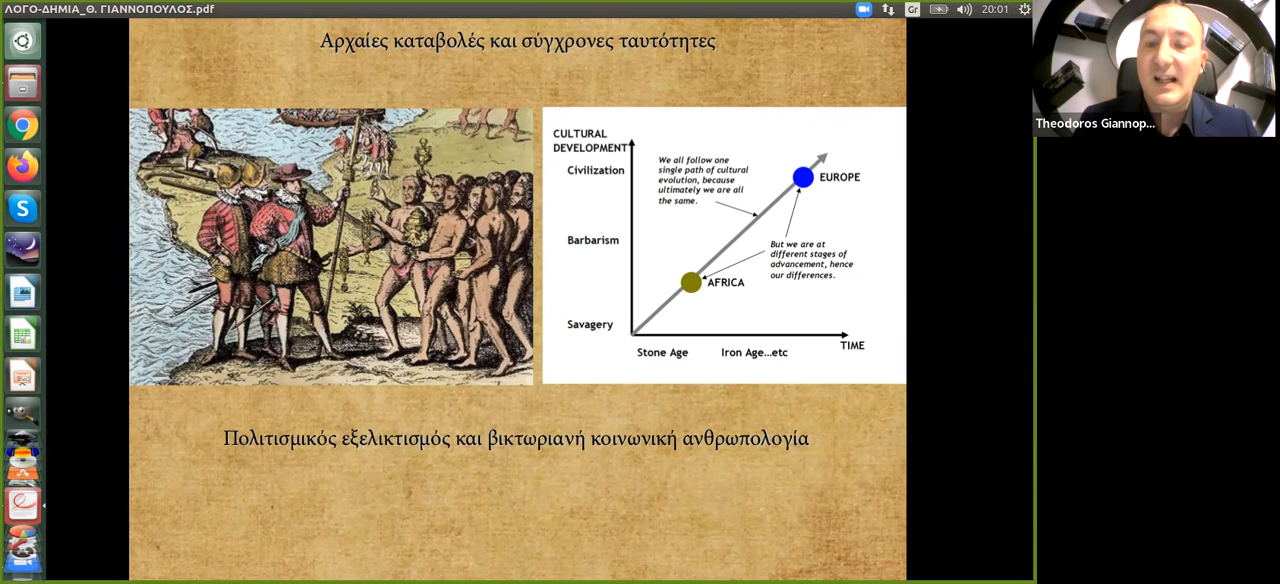 ΛΟΓΟ-ΔΗΜΙΑ_Θ. ΓΙΑΝΝΟΠΟΥΛΟΣ.pdf
Gr
20:01
Theodoros Giannop...
Αρχαίες καταβολές και σύγχρονες ταυτότητες
CULTURAL
DEVELOPMENT
Civilization
Barbarism
Savagery
We all follow one
single path of cultural
evolution, because
ultimately we are all
the same.
EUROPE
But we are at
different stages of
advancement, hence
our differences.
AFRICA
TIME
Stone Age
Iron Age...etc
Πολιτισμικός εξελικτισμός και βικτωριανή κοινωνική ανθρωπολογία